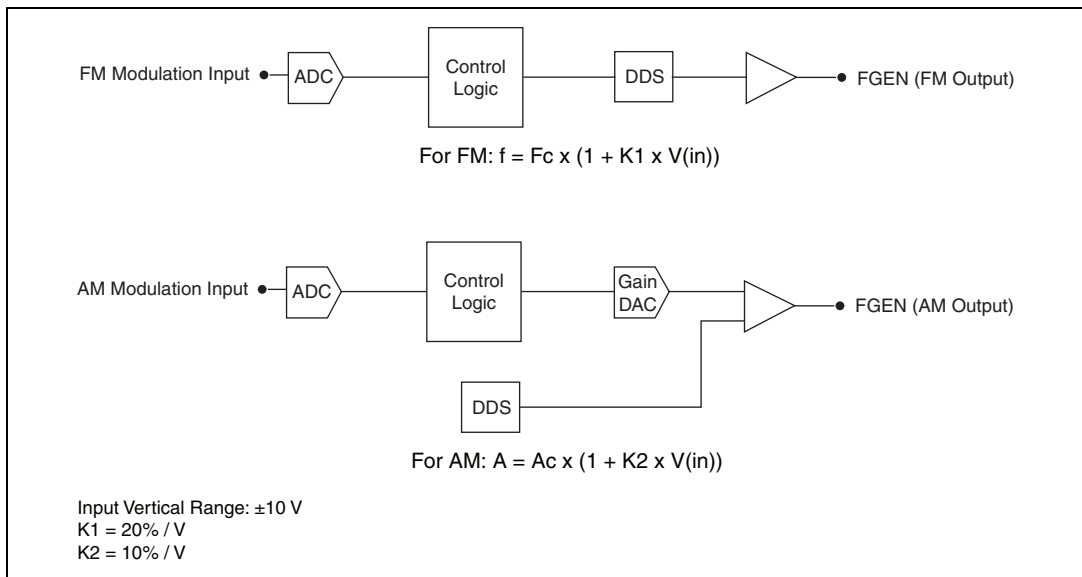 FM Modulation Input
ADC
Control
Logic
DDS
FGEN (FM Output)
For FM: f = Fc x (1 + K1 x V(in))
AM Modulation Input
ADC
Control
Logic
Gain
DAC
FGEN (AM Output)
DDS
For AM: A = Ac x (1 + K2 x V(in))
Input Vertical Range: ±10 V
K1 = 20% / V
K2 = 10% / V